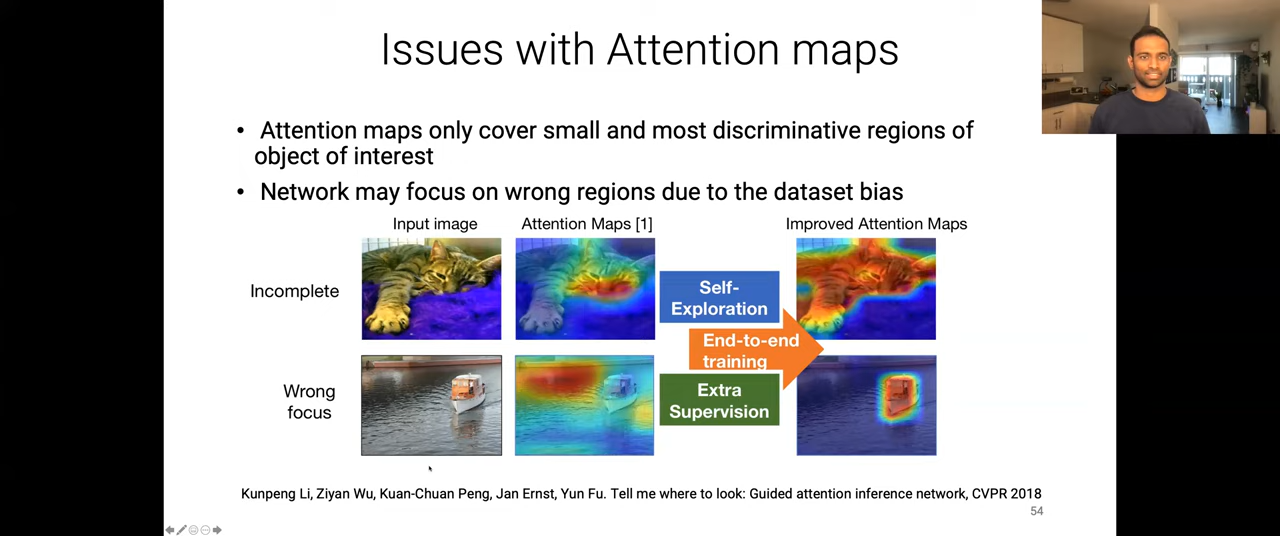 Issues with Attention maps
• Attention maps only cover small and most discriminative regions of
object of interest
• Network may focus on wrong regions due to the dataset bias
Input image
Attention Maps [1]
Improved Attention Maps
Incomplete
Self-
Exploration
End-to-end
training
Wrong
focus
Extra
Supervision
Kunpeng Li, Ziyan Wu, Kuan-Chuan Peng, Jan Ernst, Yun Fu. Tell me where to look: Guided attention inference network, CVPR 2018
54